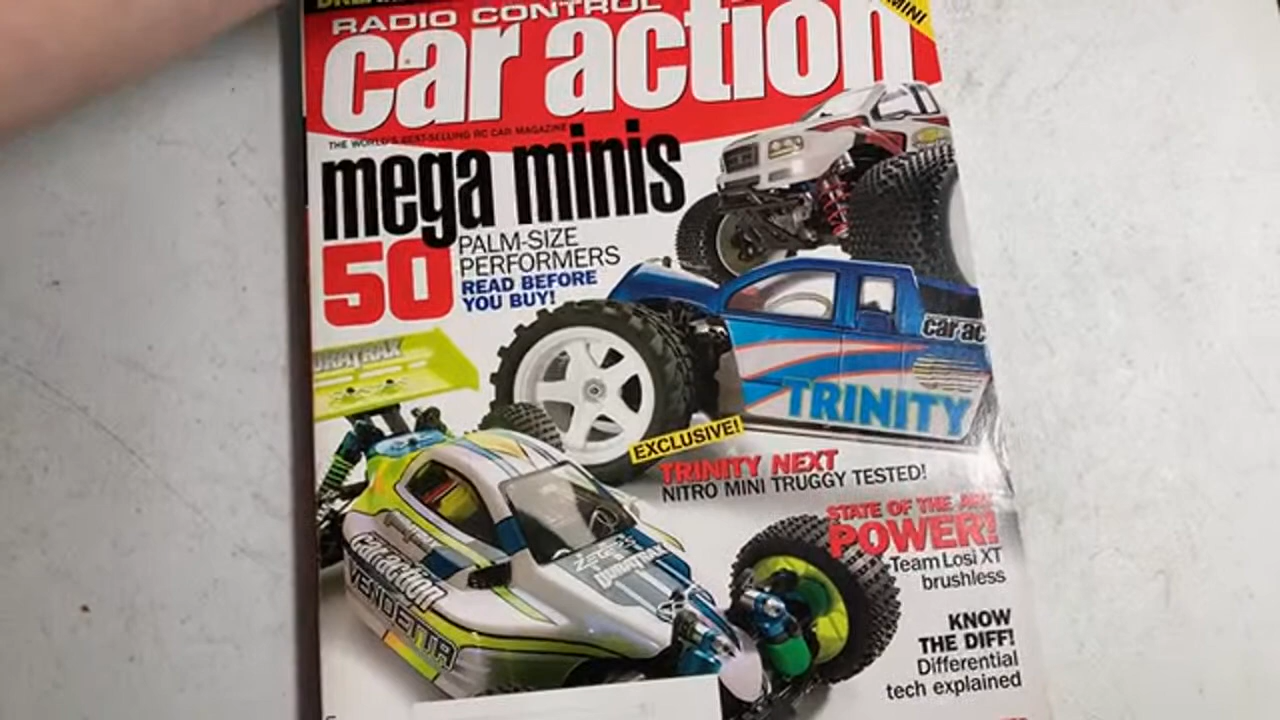 RADIO CONTROL
car action
MINI
THE WORLD'S BEST-SELLING RC CAR MAGAZINE
mega minis
50
PALM-SIZE
PERFORMERS
READ BEFORE
YOU BUY!
car ac
TRINITY
EXCLUSIVE!
TRINITY NEXT
NITRO MINI TRUGGY TESTED!
STATE OF THE ART
POWER!
Team Losi XT
brushless
car action
VENDETTA
DURATRAX
KNOW
THE DIFF!
Differential
tech explained